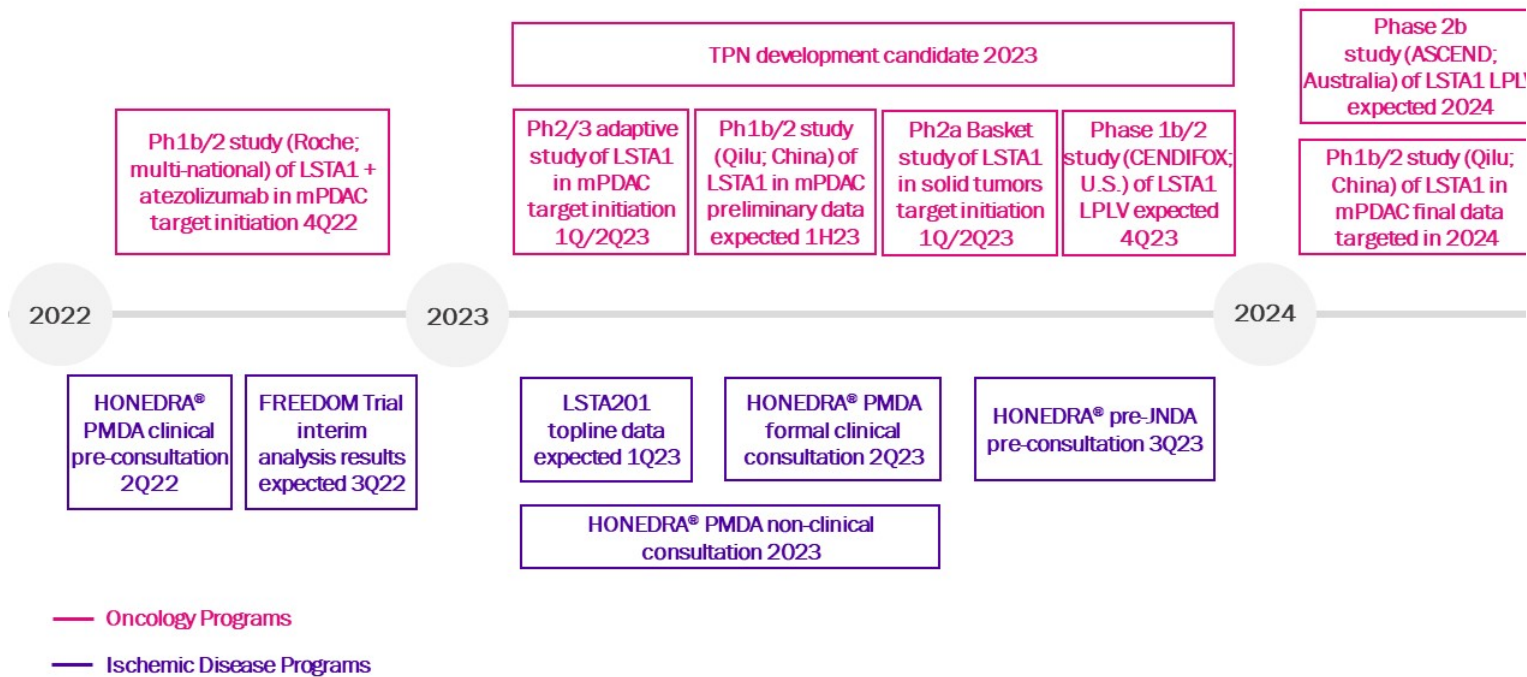 TPN development candidate 2023
Phase 2b
study (ASCEND;
Australia) of LSTA1 LPLV
expected 2024
Ph1b/2 study (Roche;
multi-national) of LSTA1 +
atezolizumab in mPDAC
target initiation 4Q22
Ph2/3 adaptive
study of LSTA1
in mPDAC
target initiation
1Q/2Q23
Ph1b/2 study
(Qilu; China) of
LSTA1 in mPDAC
preliminary data
expected 1H23
Ph2a Basket
study of LSTA1
in solid tumors
target initiation
1Q/2Q23
Phase 1b/2
study (CENDIFOX;
U.S.) of LSTA1
LPLV expected
4Q23
Ph1b/2 study (Qilu;
China) of LSTA1 in
mPDAC final data
targeted in 2024
2022
2023
2024
HONEDRA®
PMDA clinical
pre-consultation
2Q22
FREEDOM Trial
interim
analysis results
expected 3Q22
LSTA201
topline data
expected 1Q23
HONEDRA® PMDA
formal clinical
consultation 2Q23
HONEDRA® pre-JNDA
pre-consultation 3Q23
HONEDRA® PMDA non-clinical
consultation 2023
Oncology Programs
Ischemic Disease Programs